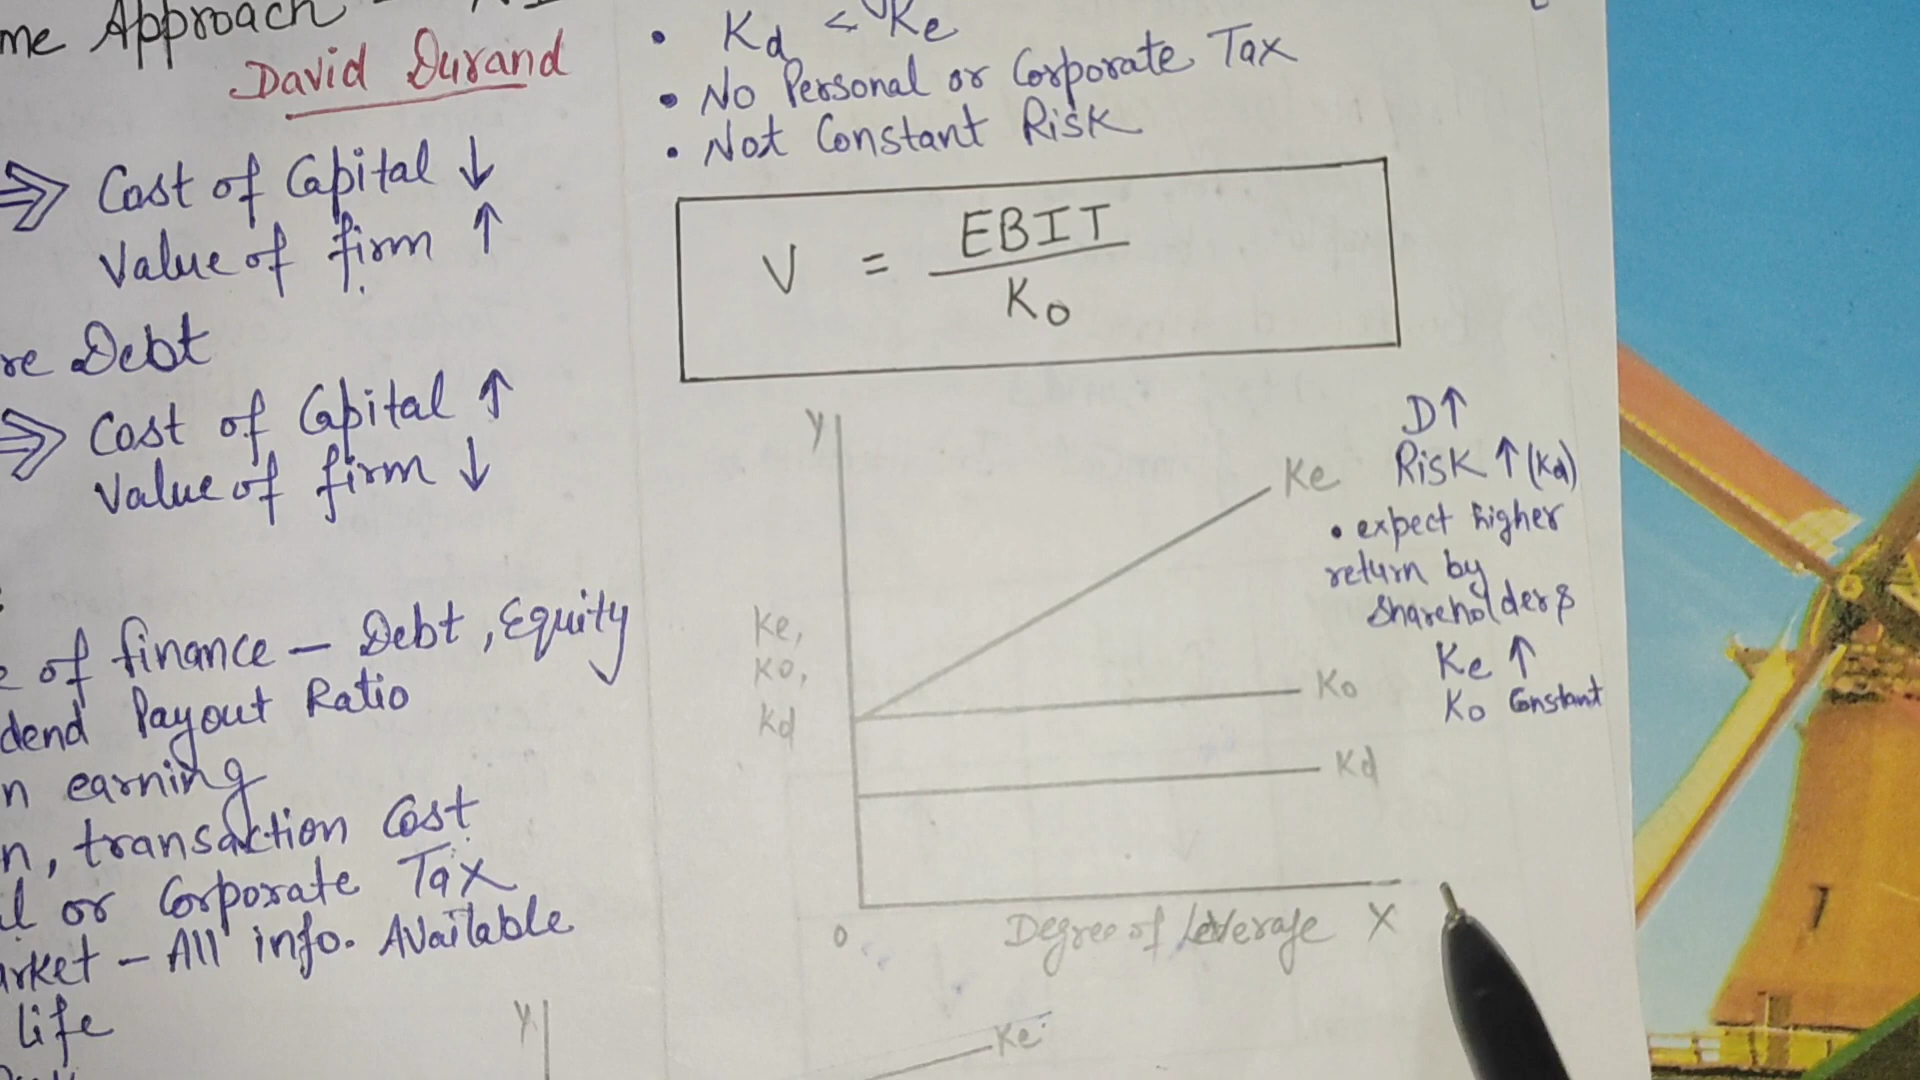 me Approach
David Durand
⇒ Cost of Capital ↓
Value of firm ↑
re Debt
⇒ Cost of Capital ↑
Value of firm ↓
of finance – Debt, Equity
dend Payout Ratio
n earning
n, transaction Cost
l or Corporate Tax
arket – All info. Available
life
Y
Ke
• Kd < Ke
• No Personal or Corporate Tax
• Not Constant Risk
V = EBIT
K0
Y
Ke
Ke,
Ko,
Kd
Ko
Kd
0
Degree of Leverage X
D↑
Risk ↑ (Kd)
• expect higher
return by
shareholders
Ke ↑
Ko Constant